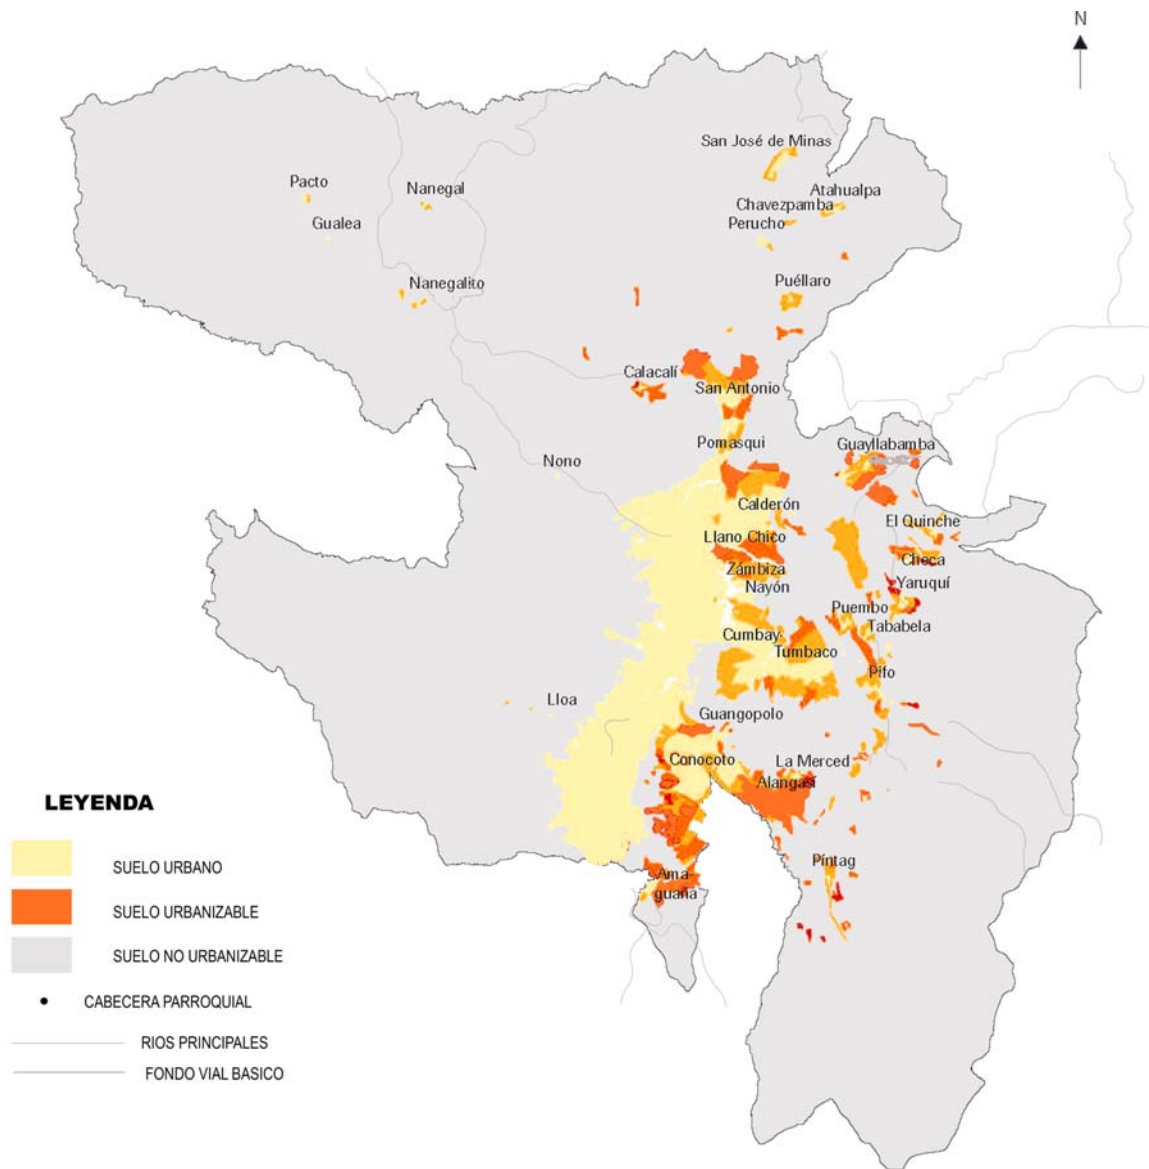 N
San José de Minas
Pacto
Nanegal
Atahualpa
Chavezpamba
Gualea
Perucho
Nanegalito
Puéllaro
Calacalí
San Antonio
Pomasqui
Guayllabamba
Nono
Calderón
El Quinche
Llano Chico
Checa
Zámbiza
Nayón
Yaruquí
Puembo
Tababela
Cumbay
Tumbaco
Pifo
Lloa
Guangopolo
Conocoto
La Merced
Alangasí
Píntag
Ama-
guaña
LEYENDA
SUELO URBANO
SUELO URBANIZABLE
SUELO NO URBANIZABLE
CABECERA PARROQUIAL
RIOS PRINCIPALES
FONDO VIAL BASICO